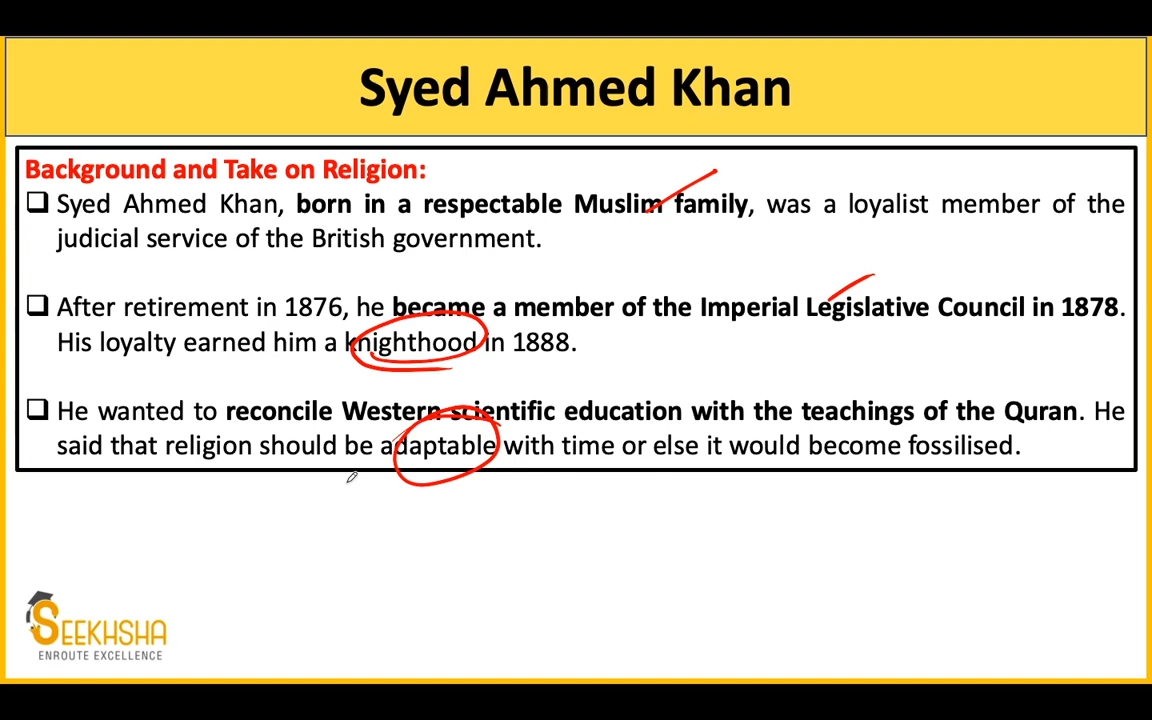 Syed Ahmed Khan
Background and Take on Religion:
Syed Ahmed Khan, born in a respectable Muslim family, was a loyalist member of the
judicial service of the British government.
After retirement in 1876, he became a member of the Imperial Legislative Council in 1878.
His loyalty earned him a knighthood in 1888.
He wanted to reconcile Western scientific education with the teachings of the Quran. He
said that religion should be adaptable with time or else it would become fossilised.
SEEKHSHA
ENROUTE EXCELLENCE